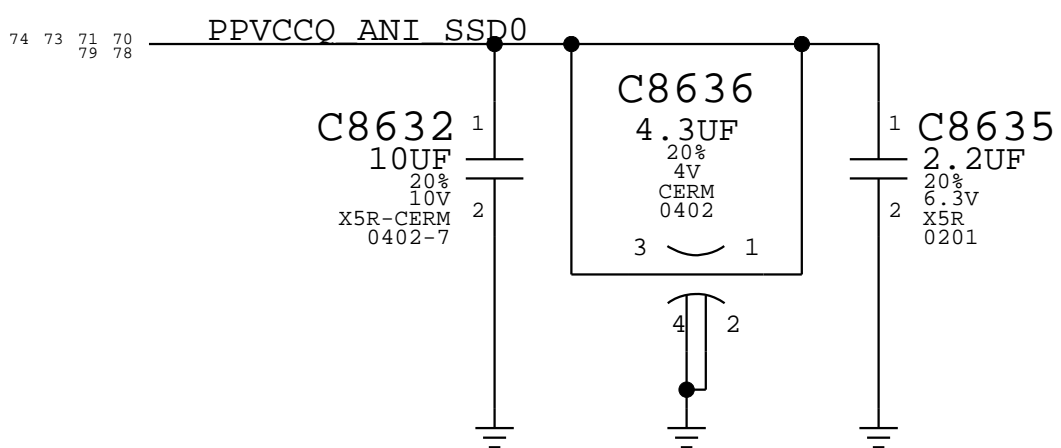 PPVCCQ_ANI_SSD0
74 73 71 70
79 78
C8632
10UF
20%
10V
X5R-CERM
0402-7
1
2
C8636
4.3UF
20%
4V
CERM
0402
3 1
4 2
1
2
C8635
2.2UF
20%
6.3V
X5R
0201